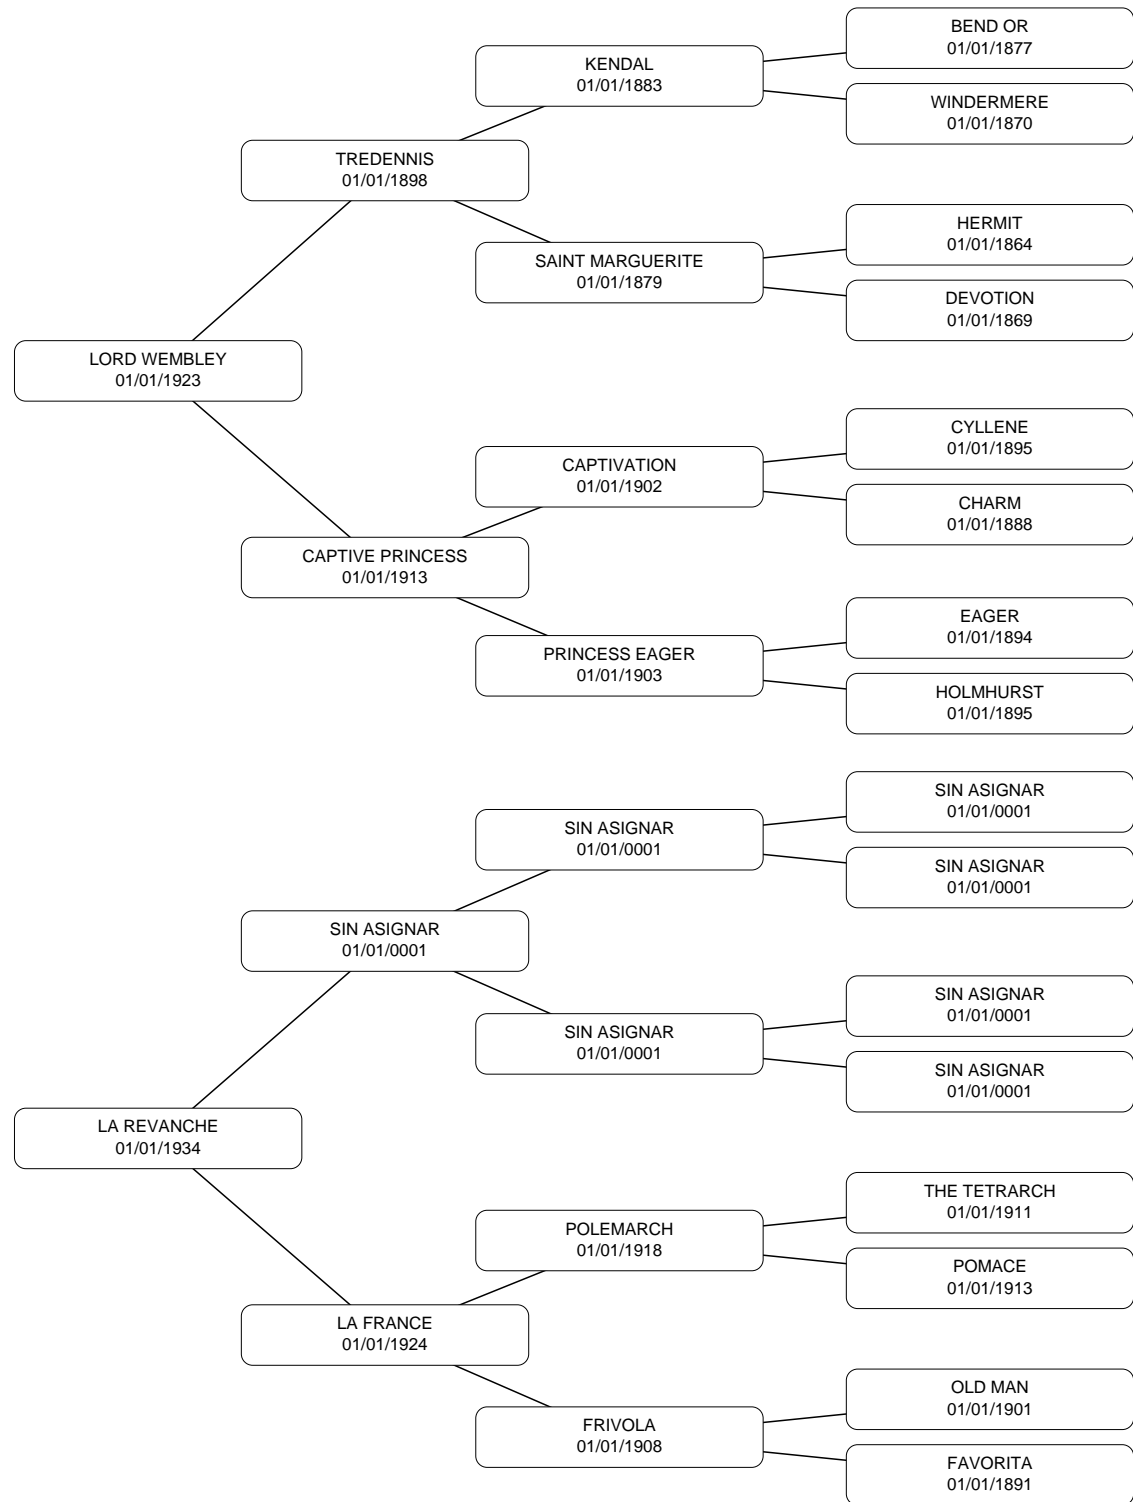 BEND OR
01/01/1877
KENDAL
01/01/1883
WINDERMERE
01/01/1870
TREDENNIS
01/01/1898
HERMIT
01/01/1864
SAINT MARGUERITE
01/01/1879
DEVOTION
01/01/1869
LORD WEMBLEY
01/01/1923
CYLLENE
01/01/1895
CAPTIVATION
01/01/1902
CHARM
01/01/1888
CAPTIVE PRINCESS
01/01/1913
EAGER
01/01/1894
PRINCESS EAGER
01/01/1903
HOLMHURST
01/01/1895
SIN ASIGNAR
01/01/0001
SIN ASIGNAR
01/01/0001
SIN ASIGNAR
01/01/0001
SIN ASIGNAR
01/01/0001
SIN ASIGNAR
01/01/0001
SIN ASIGNAR
01/01/0001
SIN ASIGNAR
01/01/0001
LA REVANCHE
01/01/1934
THE TETRARCH
01/01/1911
POLEMARCH
01/01/1918
POMACE
01/01/1913
LA FRANCE
01/01/1924
OLD MAN
01/01/1901
FRIVOLA
01/01/1908
FAVORITA
01/01/1891